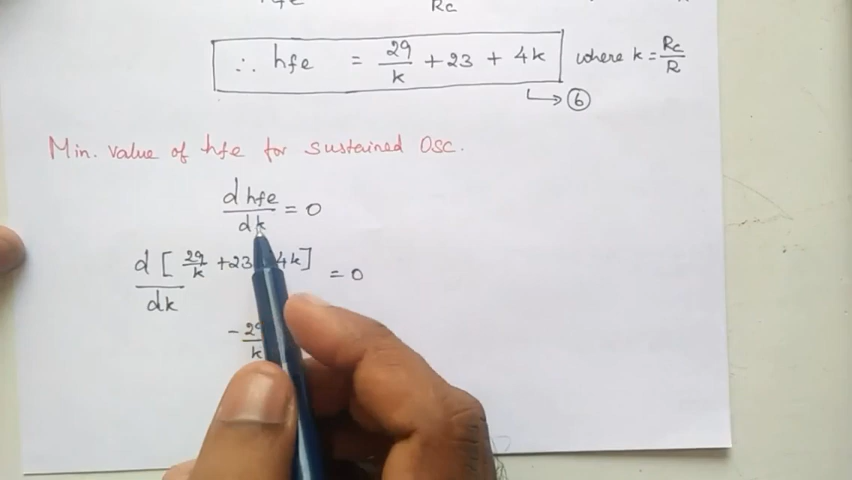 Rc
∴ hfe = 29/k + 23 + 4k where k = Rc/R
→ 6
Min. value of hfe for sustained Osc.
d hfe/dk = 0
d/dk [ 29/k + 23 + 4k ] = 0